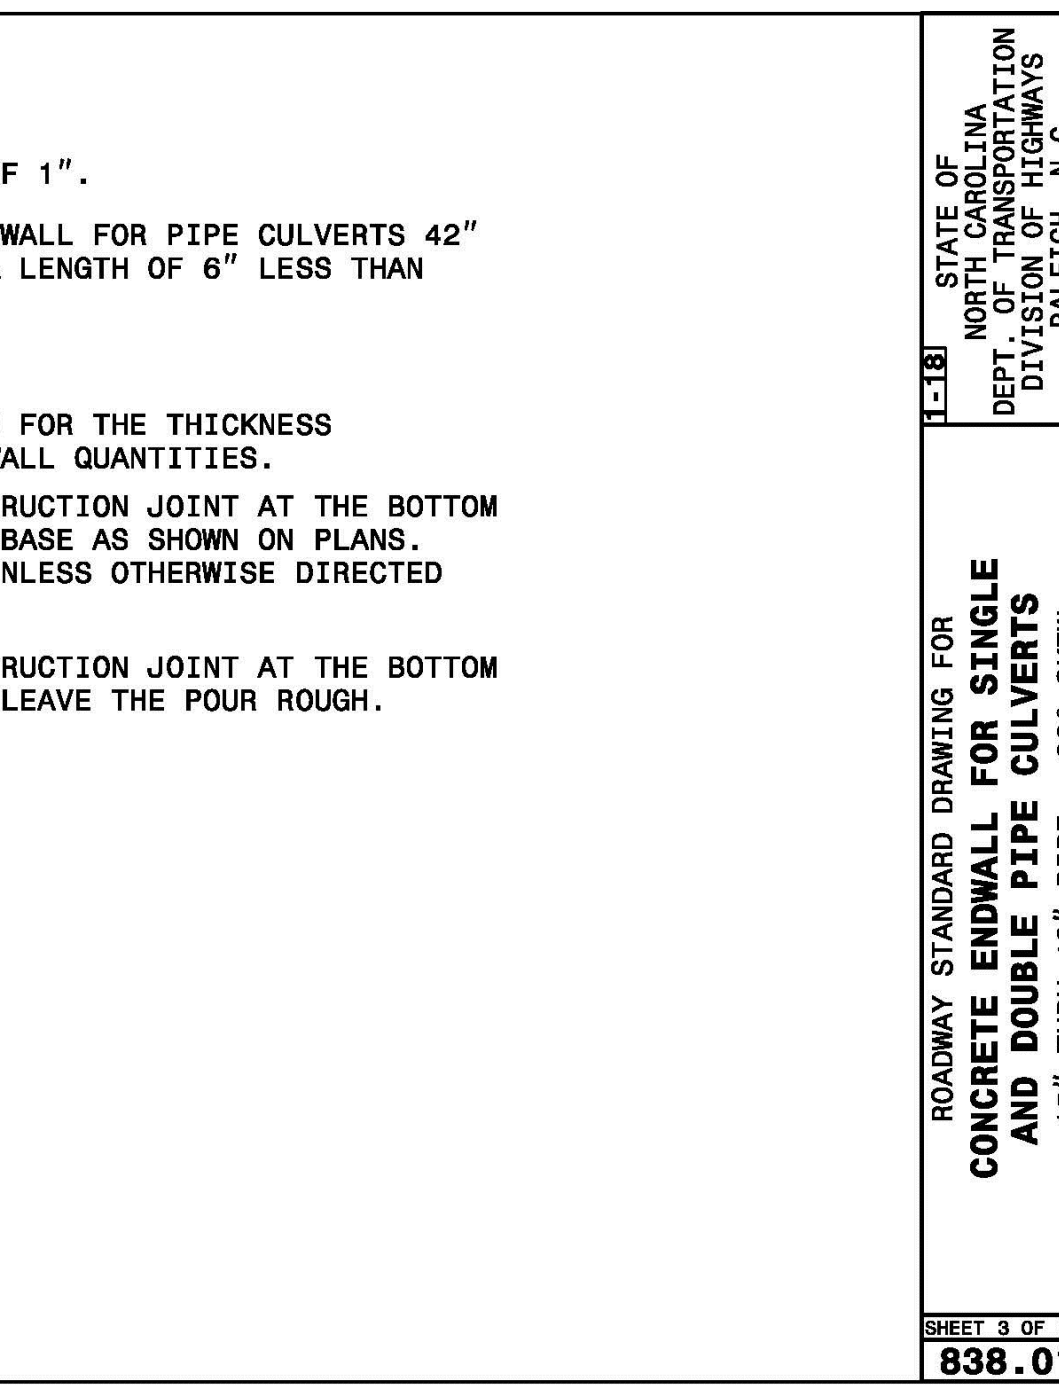 F 1".
WALL FOR PIPE CULVERTS 42"
LENGTH OF 6" LESS THAN
FOR THE THICKNESS
ALL QUANTITIES.
RUCTION JOINT AT THE BOTTOM
BASE AS SHOWN ON PLANS.
NLESS OTHERWISE DIRECTED
RUCTION JOINT AT THE BOTTOM
LEAVE THE POUR ROUGH.
1-18
STATE OF
NORTH CAROLINA
DEPT. OF TRANSPORTATION
DIVISION OF HIGHWAYS
ROADWAY STANDARD DRAWING FOR
CONCRETE ENDWALL FOR SINGLE
AND DOUBLE PIPE CULVERTS
SHEET 3 OF
838.0